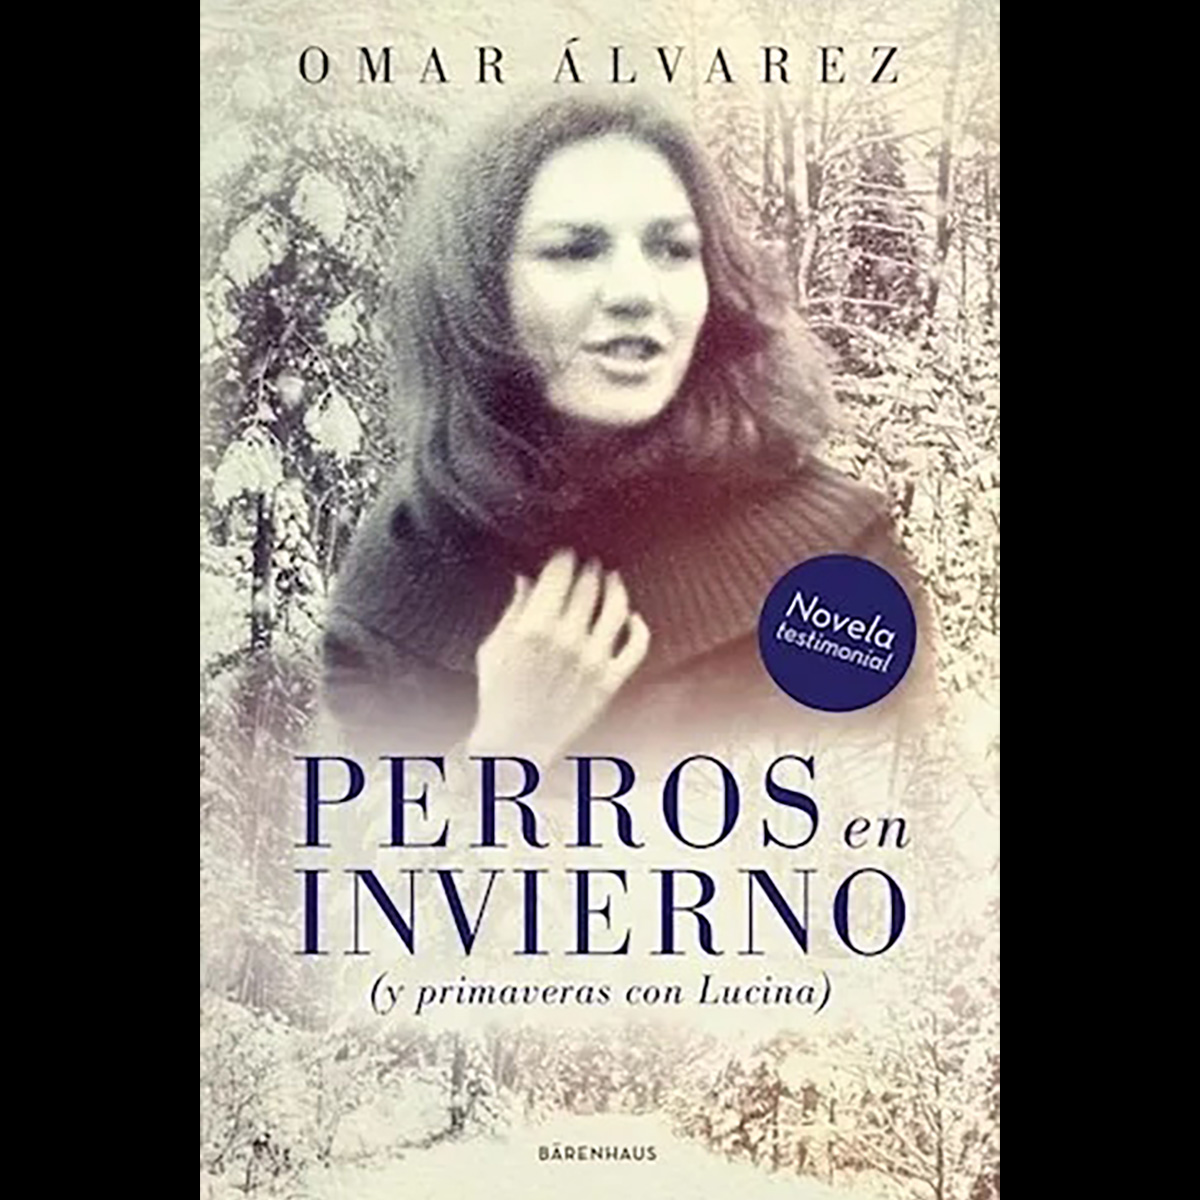 OMAR ÁLVAREZ
Novela
testimonial
PERROS en
INVIERNO
(y primaveras con Lucina)
BÄRENHAUS